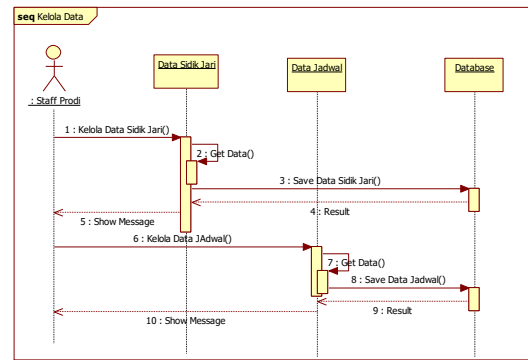 seq Kelola Data
Data Sidik Jari
Data Jadwal
Database
: Staff Prodi
1 : Kelola Data Sidik Jari()
2 : Get Data()
3 : Save Data Sidik Jari()
4 : Result
5 : Show Message
6 : Kelola Data JAdwal()
7 : Get Data()
8 : Save Data Jadwal()
9 : Result
10 : Show Message